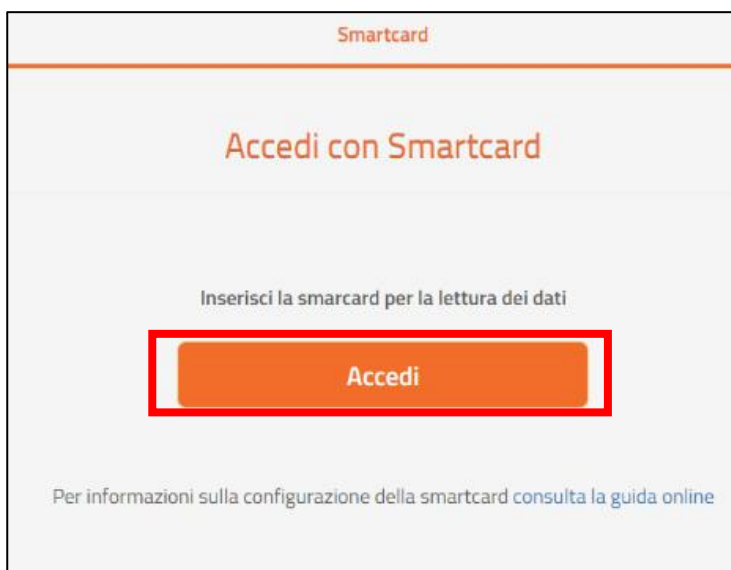 Smartcard
Accedi con Smartcard
Inserisci la smarcard per la lettura dei dati
Accedi
Per informazioni sulla configurazione della smartcard consulta la guida online